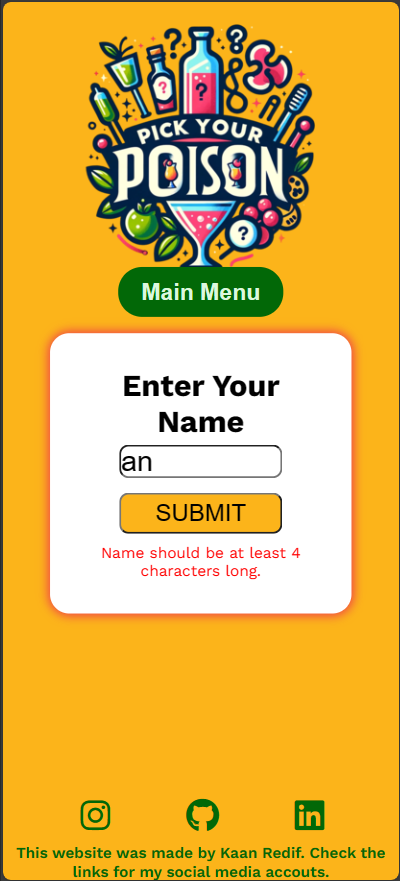 ?
?
?
?
PICK YOUR
POISON
?
Main Menu
Enter Your
Name
an
SUBMIT
Name should be at least 4
characters long.
in
This website was made by Kaan Redif. Check the
links for my social media accouts.